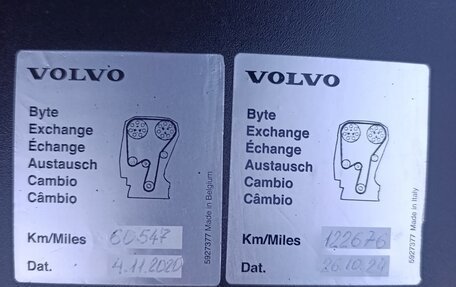 VOLVO
Byte
Exchange
Échange
Austausch
Cambio
Câmbio
Km/Miles 60547
Dat. 4.11.2020
5927377 Made in Belgium
VOLVO
Byte
Exchange
Échange
Austausch
Cambio
Câmbio
Km/Miles 122676
Dat. 26.10.24
5927377 Made in Italy